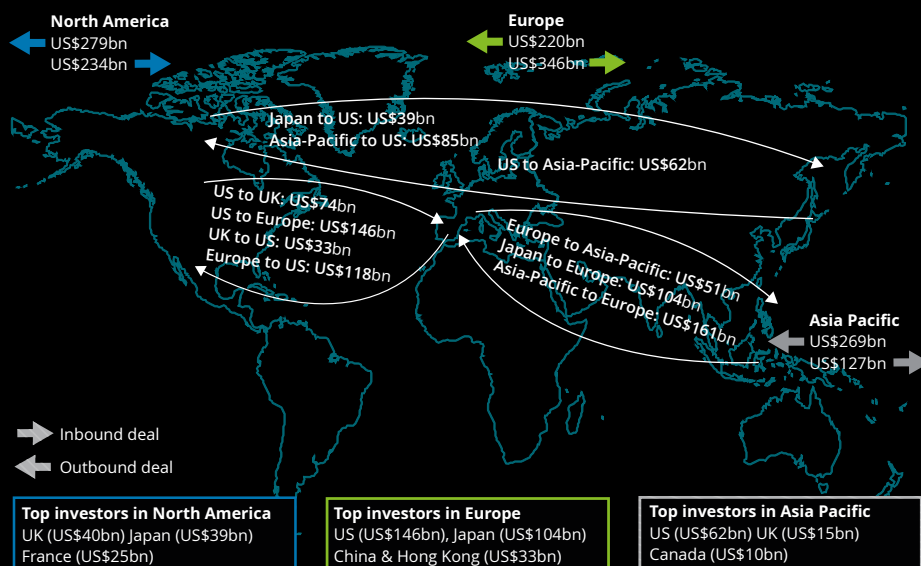 North America
US$279bn
US$234bn
Europe
US$220bn
US$346bn
Japan to US: US$39bn
Asia-Pacific to US: US$85bn
US to Asia-Pacific: US$62bn
US to UK: US$74bn
US to Europe: US$146bn
UK to US: US$33bn
Europe to US: US$118bn
Europe to Asia-Pacific: US$51bn
Japan to Europe: US$104bn
Asia-Pacific to Europe: US$161bn
Asia Pacific
US$269bn
US$127bn
Inbound deal
Outbound deal
Top investors in North America
UK (US$40bn) Japan (US$39bn)
France (US$25bn)
Top investors in Europe
US (US$146bn), Japan (US$104bn)
China & Hong Kong (US$33bn)
Top investors in Asia Pacific
US (US$62bn) UK (US$15bn)
Canada (US$10bn)